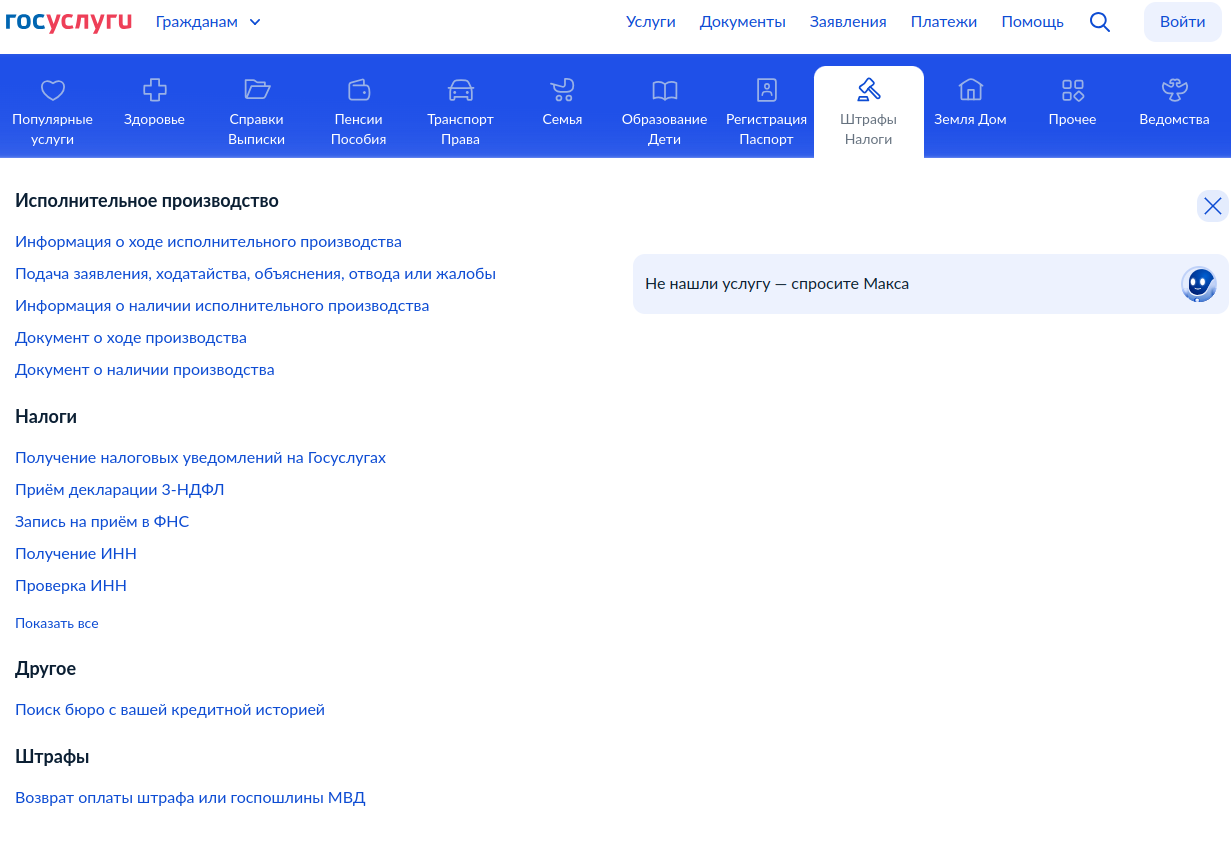 госуслуги
Гражданам
Услуги
Документы
Заявления
Платежи
Помощь
Войти
Популярные
услуги
Здоровье
Справки
Выписки
Пенсии
Пособия
Транспорт
Права
Семья
Образование
Дети
Регистрация
Паспорт
Штрафы
Налоги
Земля Дом
Прочее
Ведомства
Исполнительное производство
Информация о ходе исполнительного производства
Подача заявления, ходатайства, объяснения, отвода или жалобы
Информация о наличии исполнительного производства
Документ о ходе производства
Документ о наличии производства
Не нашли услугу — спросите Макса
Налоги
Получение налоговых уведомлений на Госуслугах
Приём декларации 3-НДФЛ
Запись на приём в ФНС
Получение ИНН
Проверка ИНН
Показать все
Другое
Поиск бюро с вашей кредитной историей
Штрафы
Возврат оплаты штрафа или госпошлины МВД